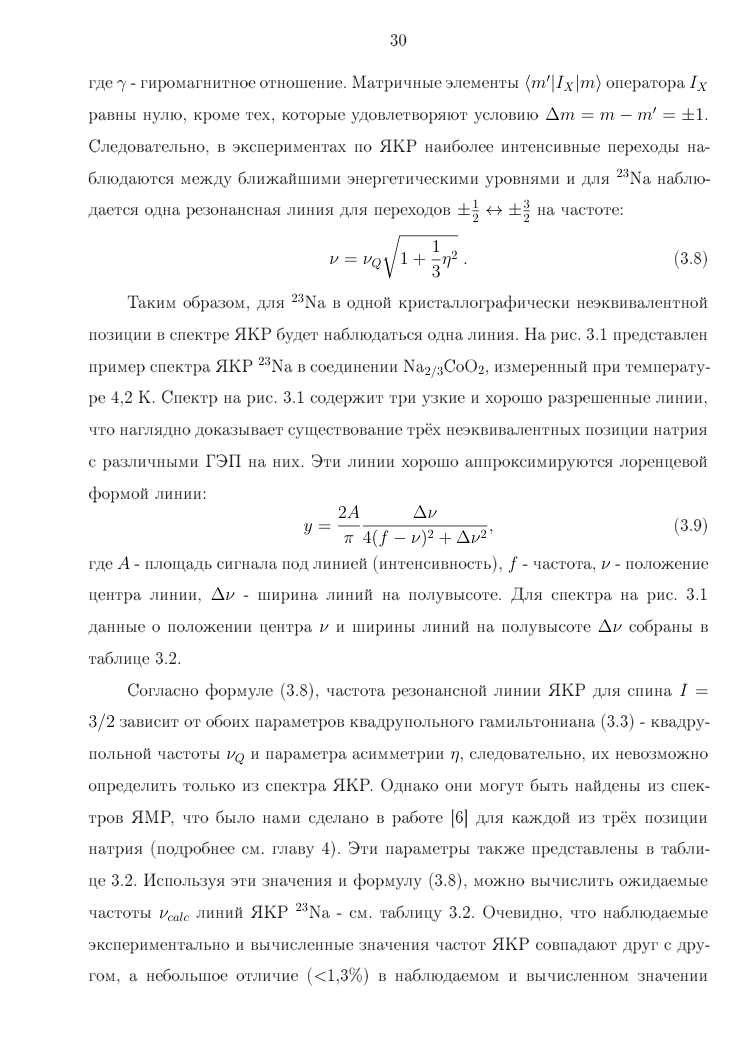 30
где γ - гиромагнитное отношение. Матричные элементы ⟨m′|I_X|m⟩ оператора I_X
равны нулю, кроме тех, которые удовлетворяют условию Δm = m − m′ = ±1.
Следовательно, в экспериментах по ЯКР наиболее интенсивные переходы на-
блюдаются между ближайшими энергетическими уровнями и для ²³Na наблю-
дается одна резонансная линия для переходов ±1/2 ↔ ±3/2 на частоте:
ν = ν_Q √(1 + (1/3)η²) . (3.8)
Таким образом, для ²³Na в одной кристаллографически неэквивалентной
позиции в спектре ЯКР будет наблюдаться одна линия. На рис. 3.1 представлен
пример спектра ЯКР ²³Na в соединении Na_{2/3}CoO₂, измеренный при температу-
ре 4,2 К. Спектр на рис. 3.1 содержит три узкие и хорошо разрешенные линии,
что наглядно доказывает существование трёх неэквивалентных позиции натрия
с различными ГЭП на них. Эти линии хорошо аппроксимируются лоренцевой
формой линии:
y = (2A/π) Δν/(4(f − ν)² + Δν²), (3.9)
где A - площадь сигнала под линией (интенсивность), f - частота, ν - положение
центра линии, Δν - ширина линий на полувысоте. Для спектра на рис. 3.1
данные о положении центра ν и ширины линий на полувысоте Δν собраны в
таблице 3.2.
Согласно формуле (3.8), частота резонансной линии ЯКР для спина I =
3/2 зависит от обоих параметров квадрупольного гамильтониана (3.3) - квадру-
польной частоты ν_Q и параметра асимметрии η, следовательно, их невозможно
определить только из спектра ЯКР. Однако они могут быть найдены из спек-
тров ЯМР, что было нами сделано в работе [6] для каждой из трёх позиции
натрия (подробнее см. главу 4). Эти параметры также представлены в табли-
це 3.2. Используя эти значения и формулу (3.8), можно вычислить ожидаемые
частоты ν_calc линий ЯКР ²³Na - см. таблицу 3.2. Очевидно, что наблюдаемые
экспериментально и вычисленные значения частот ЯКР совпадают друг с дру-
гом, а небольшое отличие (<1,3%) в наблюдаемом и вычисленном значении